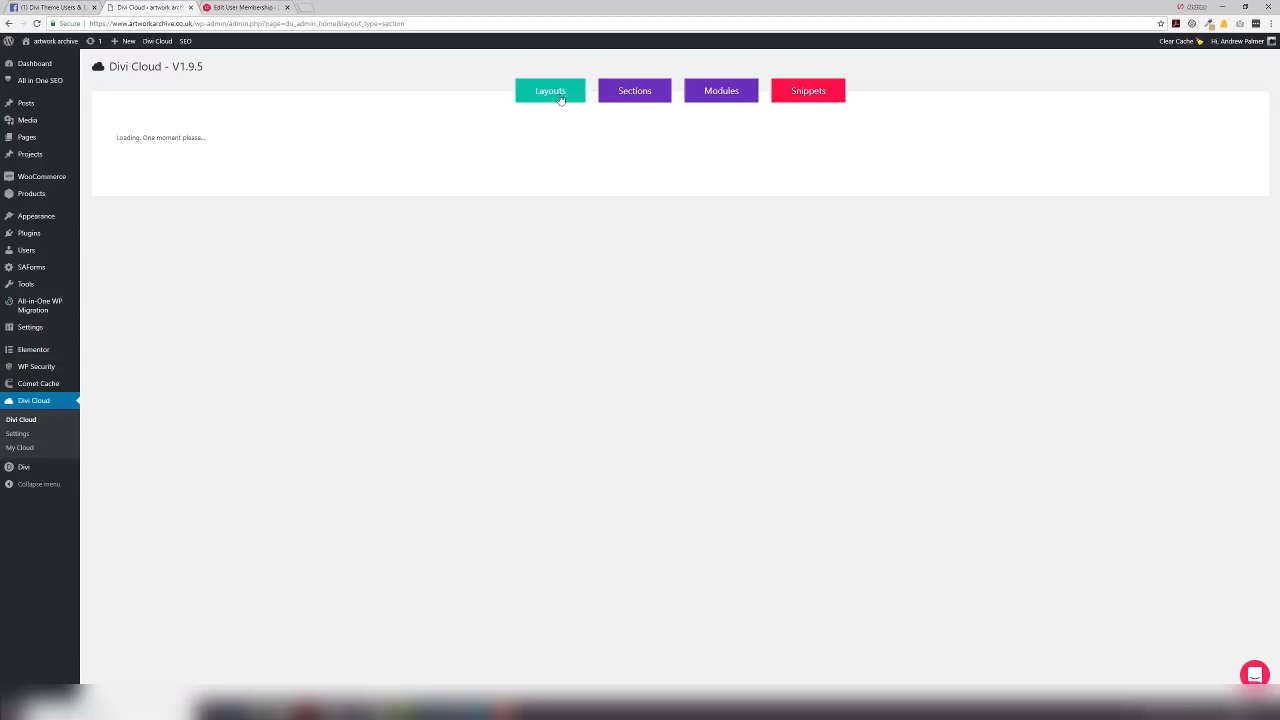 (1) Divi Theme Users & L
Divi Cloud ‹ artwork arch
Edit User Membership ‹
Secure
https://www.artworkarchive.co.uk/wp-admin/admin.php?page=du_admin_home&layout_type=section
artwork archive
1
New
Divi Cloud
SEO
Clear Cache
Hi, Andrew Palmer
Dashboard
All in One SEO
Posts
Media
Pages
Projects
WooCommerce
Products
Appearance
Plugins
Users
SAForms
Tools
All-in-One WP
Migration
Settings
Elementor
WP Security
Comet Cache
Divi Cloud
Divi Cloud
Settings
My Cloud
Divi
Collapse menu
Divi Cloud - V1.9.5
Layouts
Sections
Modules
Snippets
Loading. One moment please...